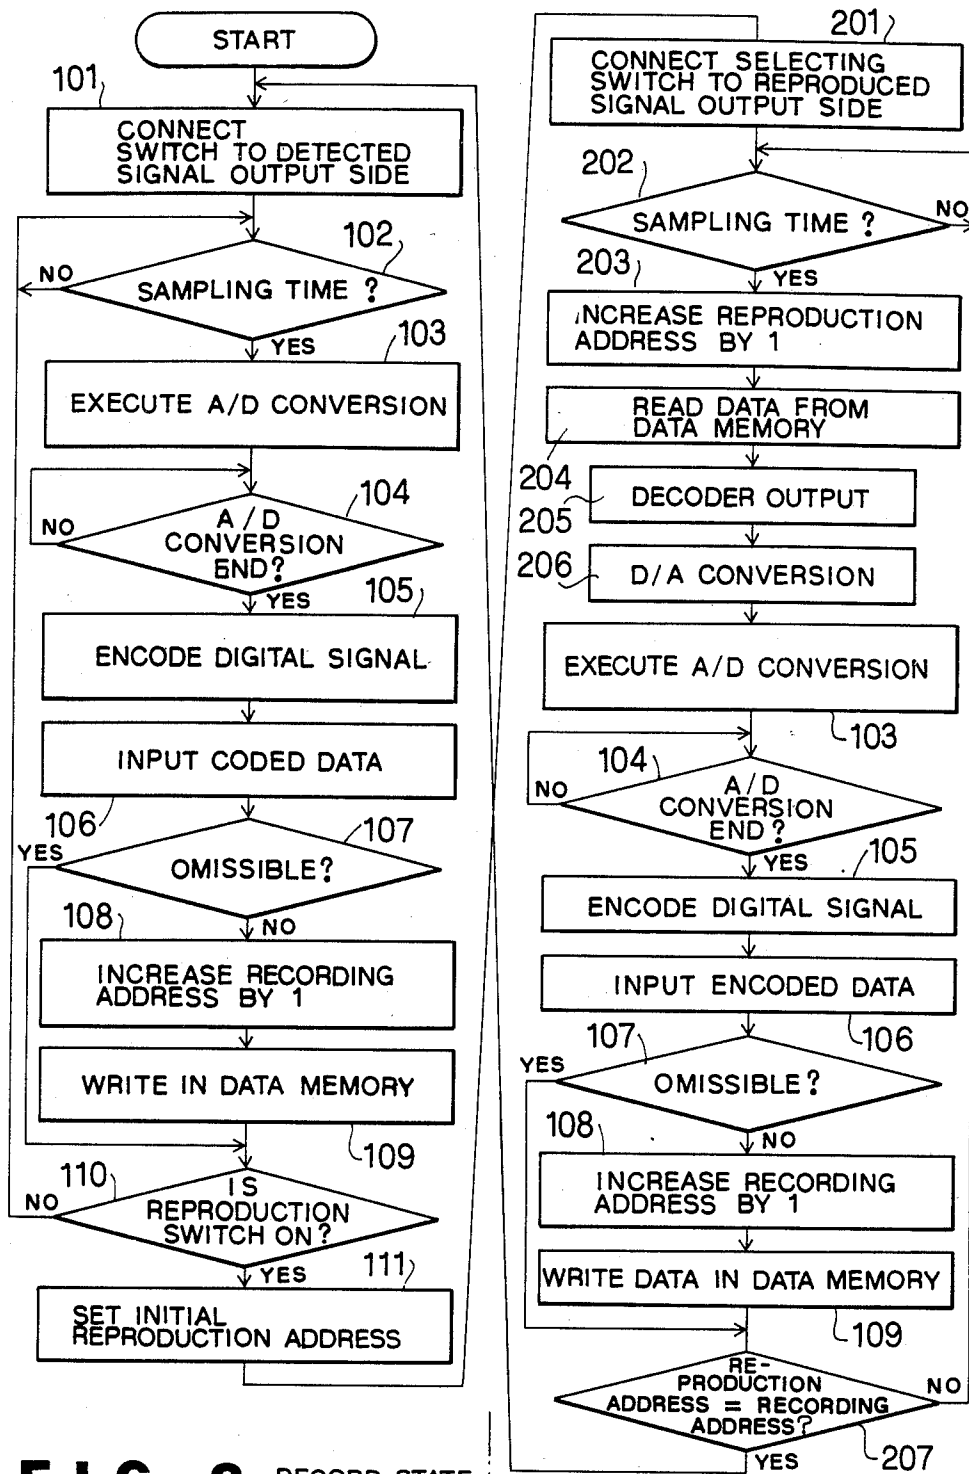 START
101
CONNECT
SWITCH TO DETECTED
SIGNAL OUTPUT SIDE
102
NO
SAMPLING TIME ?
YES
103
EXECUTE A/D CONVERSION
104
NO
A / D
CONVERSION
END?
YES
105
ENCODE DIGITAL SIGNAL
INPUT CODED DATA
106
107
YES
OMISSIBLE?
108
NO
INCREASE RECORDING
ADDRESS BY 1
WRITE IN DATA MEMORY
109
110
NO
IS
REPRODUCTION
SWITCH ON?
YES
111
SET INITIAL
REPRODUCTION ADDRESS
201
CONNECT SELECTING
SWITCH TO REPRODUCED
SIGNAL OUTPUT SIDE
202
NO
SAMPLING TIME ?
203
YES
INCREASE REPRODUCTION
ADDRESS BY 1
READ DATA FROM
DATA MEMORY
204
DECODER OUTPUT
205
206
D/A CONVERSION
EXECUTE A/D CONVERSION
103
104
NO
A/D
CONVERSION
END?
YES
105
ENCODE DIGITAL SIGNAL
INPUT ENCODED DATA
106
107
YES
OMISSIBLE?
108
NO
INCREASE RECORDING
ADDRESS BY 1
WRITE DATA IN DATA MEMORY
109
RE-
PRODUCTION
ADDRESS = RECORDING
ADDRESS?
NO
YES
207